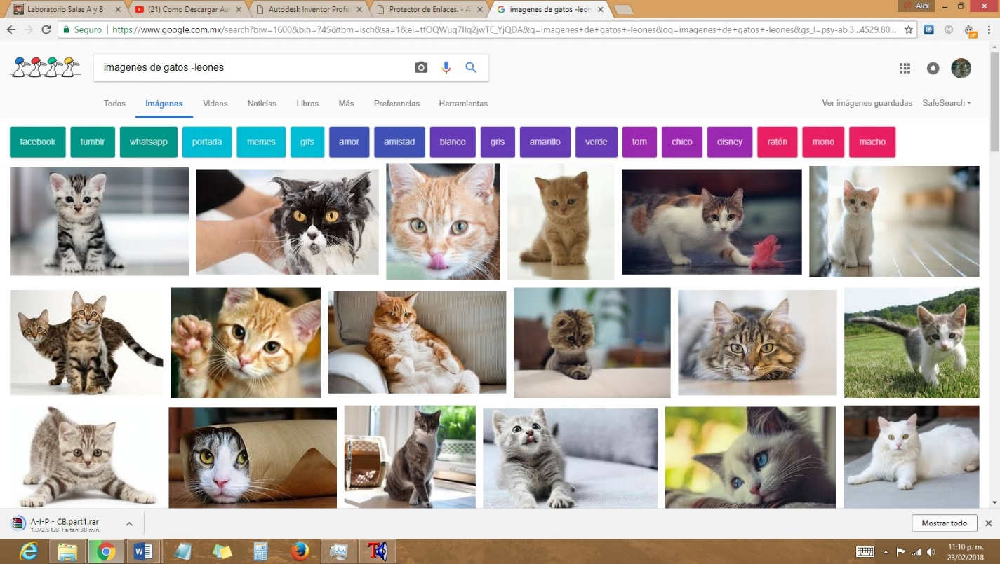 Laboratorio Salas A y B
(21) Como Descargar Aut
Autodesk Inventor Profes
Protector de Enlaces. - A
imagenes de gatos -leon
Alex
Seguro
https://www.google.com.mx/search?biw=1600&bih=745&tbm=isch&sa=1&ei=tfOQWuq7IIq2jwTE_YjQDA&q=imagenes+de+gatos+-leones&oq=imagenes+de+gatos+-leones&gs_l=psy-ab.3...4529.80...
off
imagenes de gatos -leones
Todos Imágenes Videos Noticias Libros Más Preferencias Herramientas Ver imágenes guardadas SafeSearch
facebook tumblr whatsapp portada memes gifs amor amistad blanco gris amarillo verde tom chico disney ratón mono macho
A-I-P - CB.part1.rar
1.0/2.5 GB. Faltan 38 min.
Mostrar todo
11:10 p. m.
23/02/2018